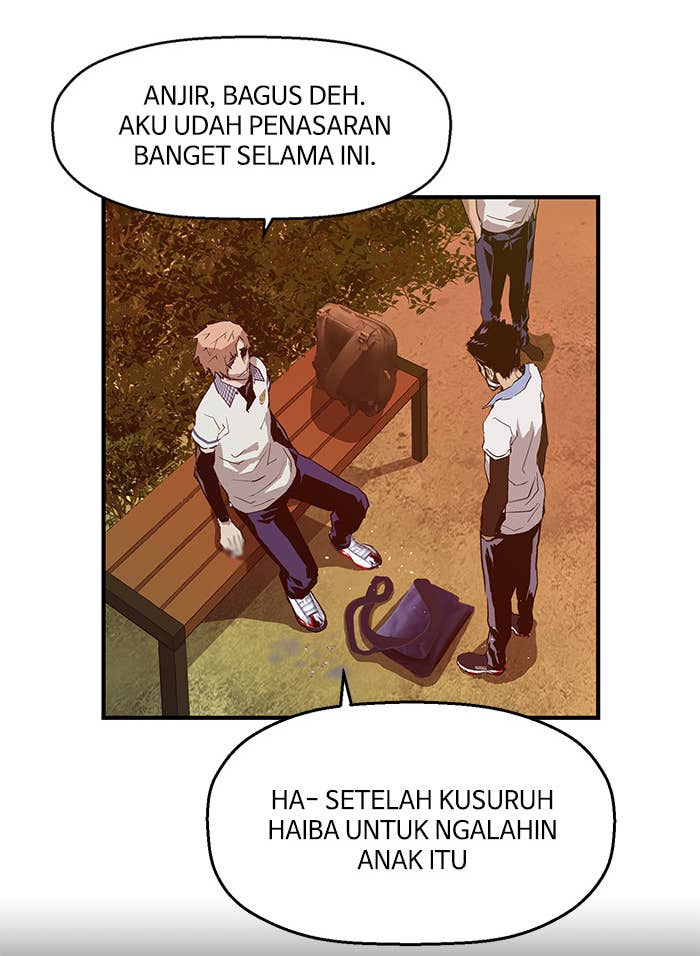 ANJIR, BAGUS DEH.
AKU UDAH PENASARAN
BANGET SELAMA INI.
HA- SETELAH KUSURUH
HAIBA UNTUK NGALAHIN
ANAK ITU